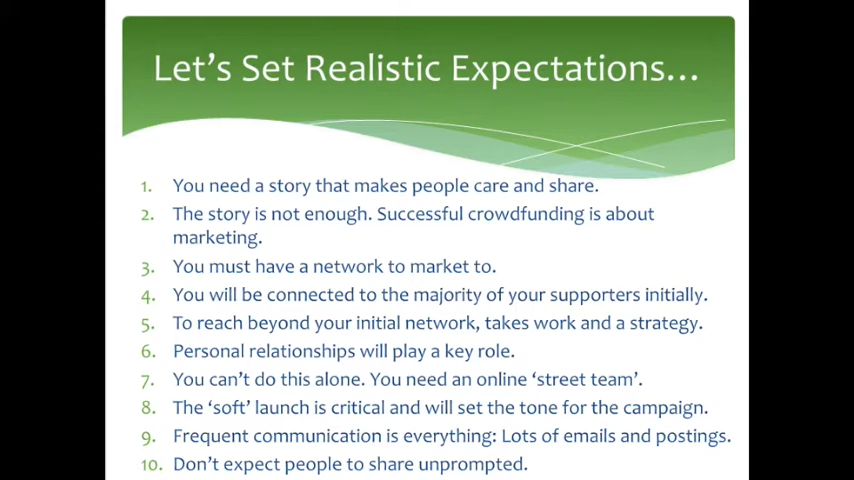 Let's Set Realistic Expectations...
1. You need a story that makes people care and share.
2. The story is not enough. Successful crowdfunding is about
marketing.
3. You must have a network to market to.
4. You will be connected to the majority of your supporters initially.
5. To reach beyond your initial network, takes work and a strategy.
6. Personal relationships will play a key role.
7. You can't do this alone. You need an online 'street team'.
8. The 'soft' launch is critical and will set the tone for the campaign.
9. Frequent communication is everything: Lots of emails and postings.
10. Don't expect people to share unprompted.